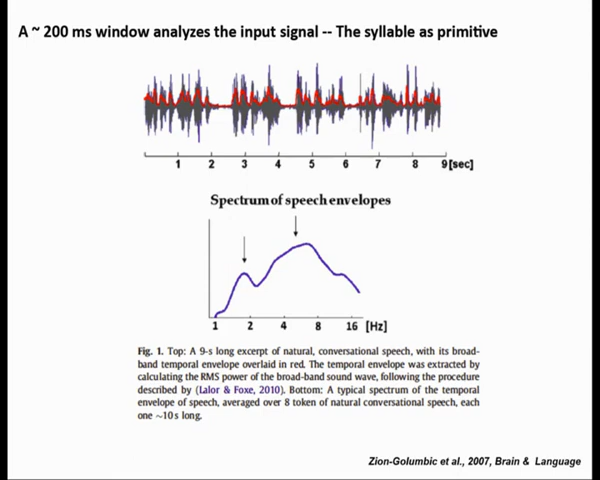 A ~ 200 ms window analyzes the input signal -- The syllable as primitive
1 2 3 4 5 6 7 8 9[sec]
Spectrum of speech envelopes
1 2 4 8 16 [Hz]
Fig. 1. Top: A 9-s long excerpt of natural, conversational speech, with its broad-
band temporal envelope overlaid in red. The temporal envelope was extracted by
calculating the RMS power of the broad-band sound wave, following the procedure
described by (Lalor & Foxe, 2010). Bottom: A typical spectrum of the temporal
envelope of speech, averaged over 8 token of natural conversational speech, each
one ~10 s long.
Zion-Golumbic et al., 2007, Brain & Language